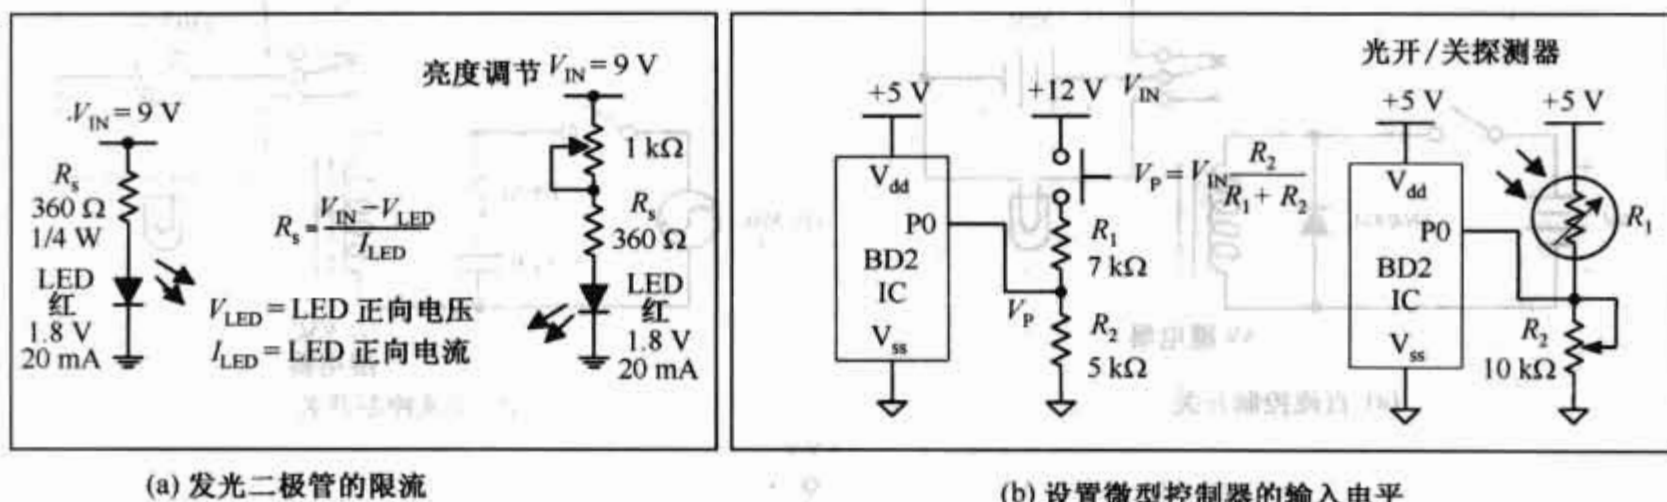 .V_IN = 9 V
R_s
360 Ω
1/4 W
LED
红
1.8 V
20 mA
R_s = (V_IN − V_LED) / I_LED
V_LED = LED 正向电压
I_LED = LED 正向电流
亮度调节 V_IN = 9 V
1 kΩ
R_s
360 Ω
LED
红
1.8 V
20 mA
(a) 发光二极管的限流
+5 V
V_dd
P0
BD2
IC
V_ss
+12 V
V_IN
R_1
7 kΩ
V_P
R_2
5 kΩ
V_P = V_IN R_2 / (R_1 + R_2)
光开/关探测器
+5 V
V_dd
P0
BD2
IC
V_ss
+5 V
R_1
R_2
10 kΩ
(b) 设置微型控制器的输入电平